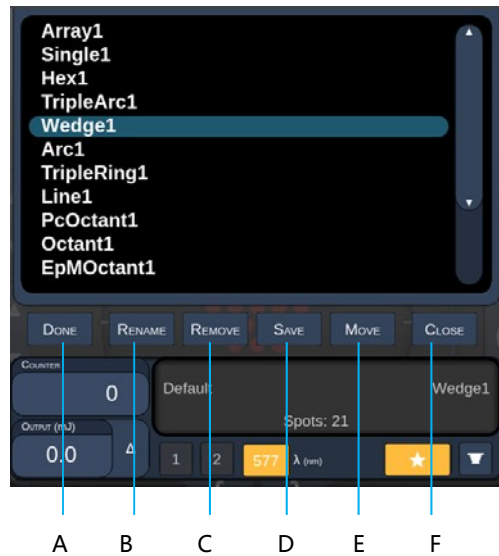 Array1
Single1
Hex1
TripleArc1
Wedge1
Arc1
TripleRing1
Line1
PcOctant1
Octant1
EpMOctant1
DONE RENAME REMOVE SAVE MOVE CLOSE
COUNTER
0
Default Wedge1
Spots: 21
OUTPUT (mJ)
0.0 Δ
1 2 577 λ (nm)
A B C D E F